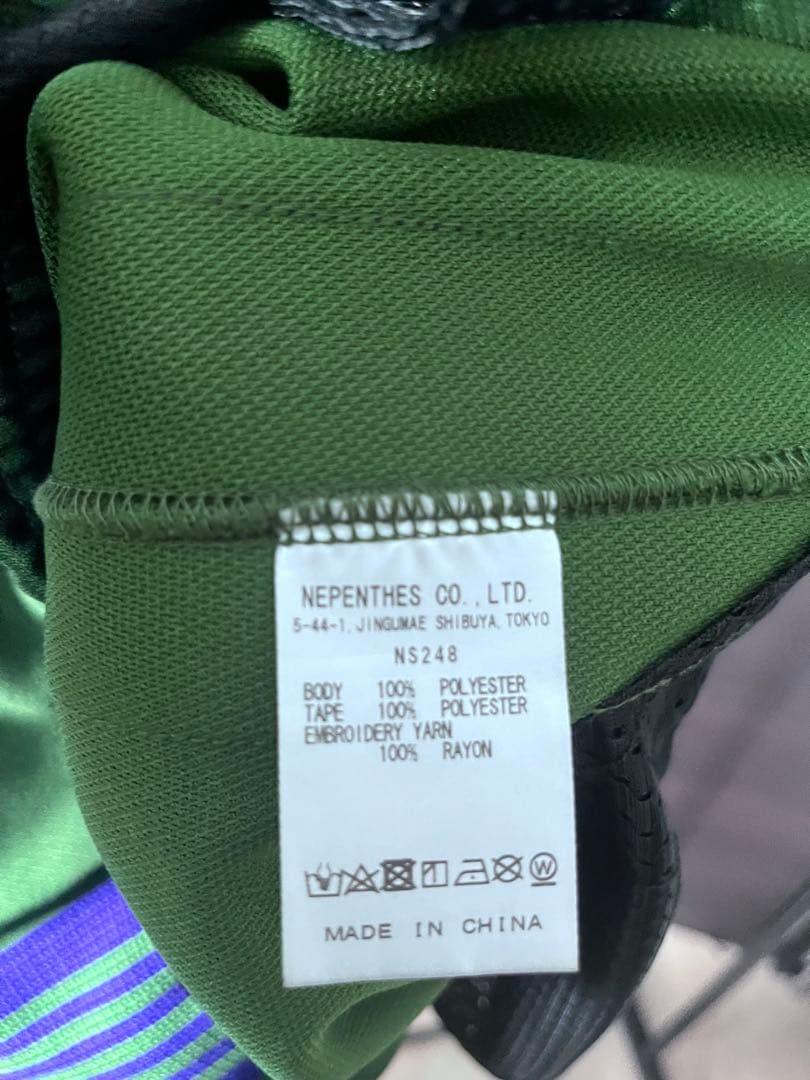 NEPENTHES CO., LTD.
5-44-1, JINGUMAE SHIBUYA, TOKYO
NS248
BODY 100% POLYESTER
TAPE 100% POLYESTER
EMBROIDERY YARN
100% RAYON
W
MADE IN CHINA